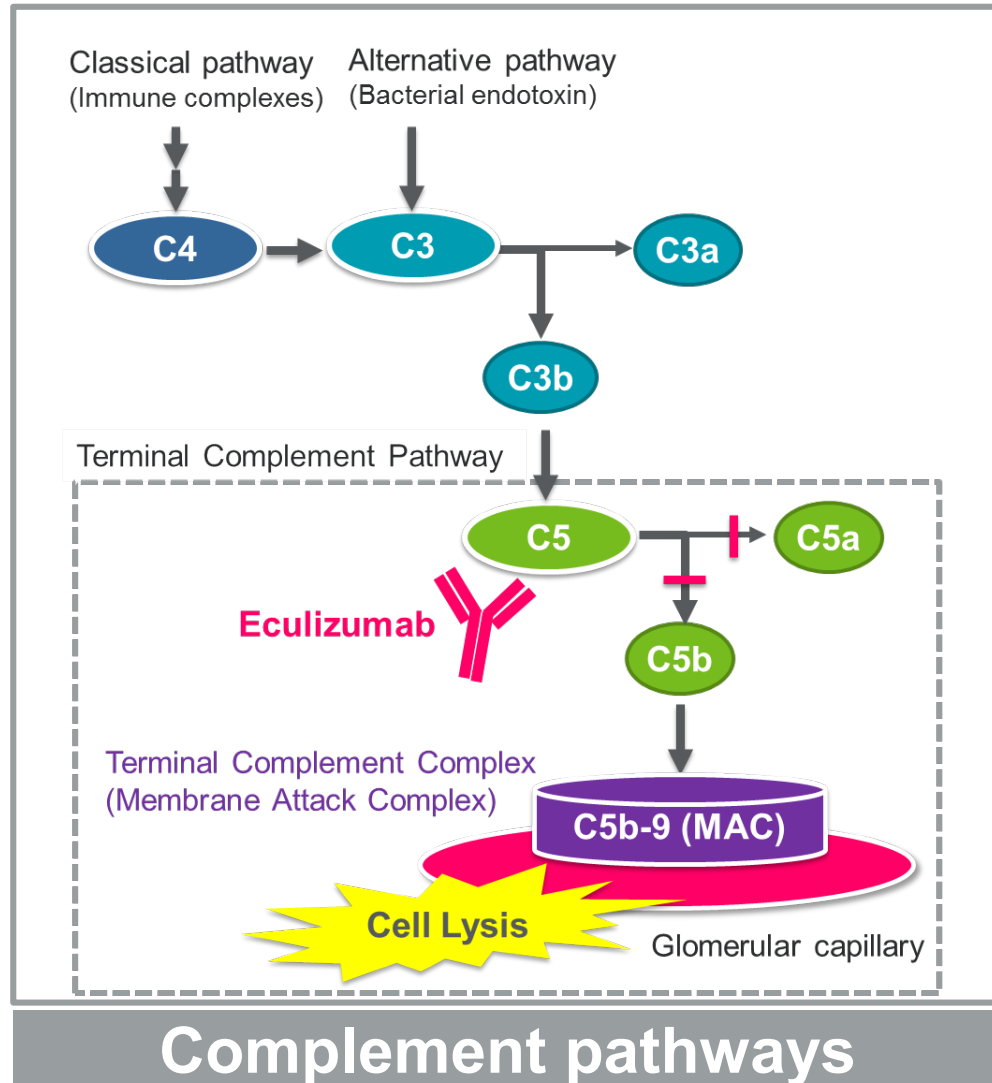 Classical pathway
(Immune complexes)
Alternative pathway
(Bacterial endotoxin)
C4
C3
C3a
C3b
Terminal Complement Pathway
C5
C5a
Eculizumab
C5b
Terminal Complement Complex
(Membrane Attack Complex)
C5b-9 (MAC)
Cell Lysis
Glomerular capillary
Complement pathways